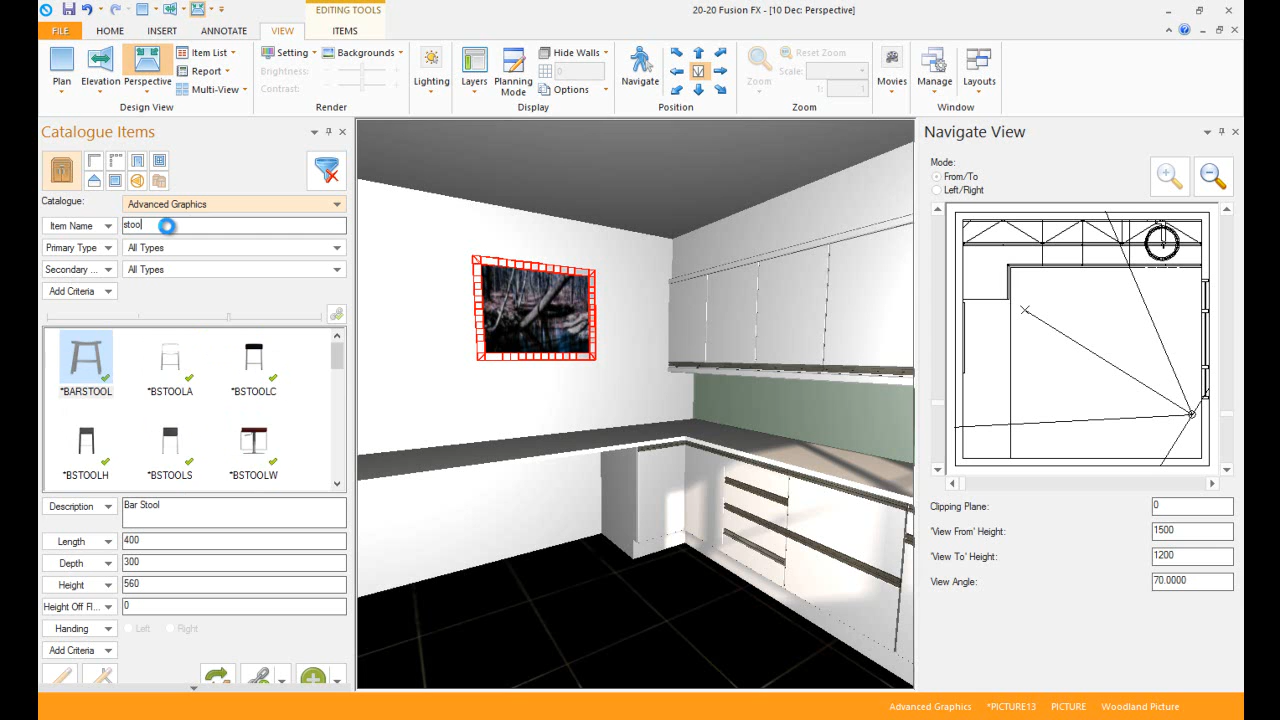 EDITING TOOLS
20-20 Fusion FX - [10 Dec: Perspective]
FILE HOME INSERT ANNOTATE VIEW ITEMS
Plan
Elevation
Perspective
Item List
Report
Multi-View
Design View
Setting
Backgrounds
Brightness:
Contrast:
Render
Lighting
Layers
Planning Mode
Hide Walls
0
Options
Display
Navigate
Position
Zoom
Reset Zoom
Scale:
1:
1
Zoom
Movies
Manage
Layouts
Window
Catalogue Items
Catalogue: Advanced Graphics
Item Name stool
Primary Type All Types
Secondary ... All Types
Add Criteria
*BARSTOOL *BSTOOLA *BSTOOLC
*BSTOOLH *BSTOOLS *BSTOOLW
Description Bar Stool
Length 400
Depth 300
Height 560
Height Off Fl... 0
Handing Left Right
Add Criteria
Navigate View
Mode:
From/To
Left/Right
Clipping Plane: 0
'View From' Height: 1500
'View To' Height: 1200
View Angle: 70.0000
Advanced Graphics *PICTURE13 PICTURE Woodland Picture